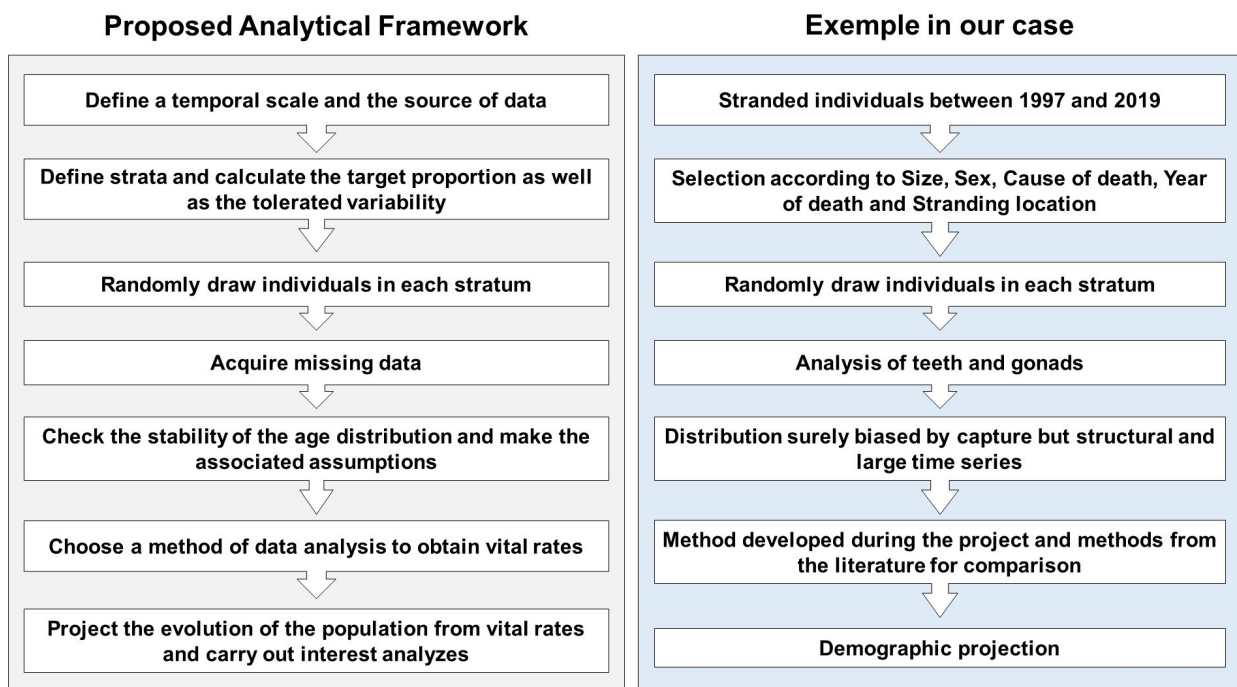 Proposed Analytical Framework
Define a temporal scale and the source of data
Define strata and calculate the target proportion as well
as the tolerated variability
Randomly draw individuals in each stratum
Acquire missing data
Check the stability of the age distribution and make the
associated assumptions
Choose a method of data analysis to obtain vital rates
Project the evolution of the population from vital rates
and carry out interest analyzes
Exemple in our case
Stranded individuals between 1997 and 2019
Selection according to Size, Sex, Cause of death, Year
of death and Stranding location
Randomly draw individuals in each stratum
Analysis of teeth and gonads
Distribution surely biased by capture but structural and
large time series
Method developed during the project and methods from
the literature for comparison
Demographic projection